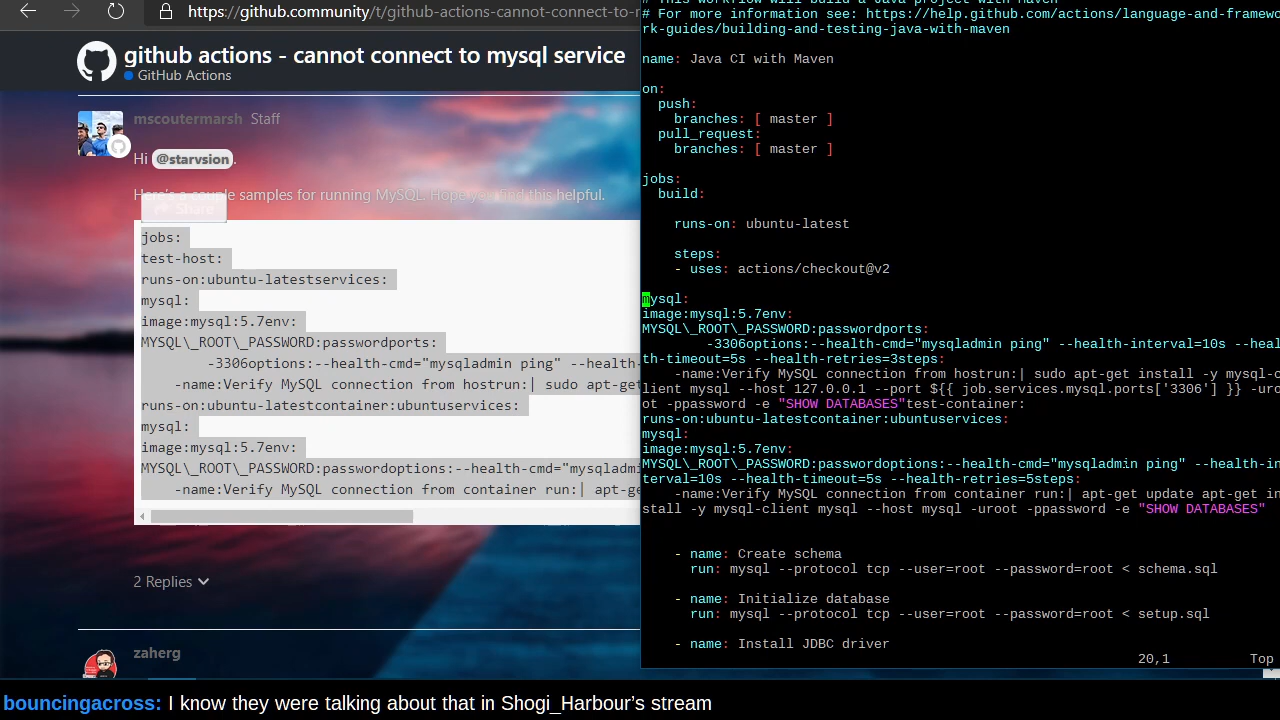 https://github.community/t/github-actions-cannot-connect-to-
github actions - cannot connect to mysql service
GitHub Actions
mscoutermarsh Staff
Hi @starvsion.
Here's a couple samples for running MySQL. Hope you find this helpful.
Share
jobs:
test-host:
runs-on:ubuntu-latestservices:
mysql:
image:mysql:5.7env:
MYSQL\_ROOT\_PASSWORD:passwordports:
-3306options:--health-cmd="mysqladmin ping" --health-
-name:Verify MySQL connection from hostrun:| sudo apt-get
runs-on:ubuntu-latestcontainer:ubuntuservices:
mysql:
image:mysql:5.7env:
MYSQL\_ROOT\_PASSWORD:passwordoptions:--health-cmd="mysqladmi
-name:Verify MySQL connection from container run:| apt-ge
2 Replies
zaherg
# This workflow will build a Java project with Maven
# For more information see: https://help.github.com/actions/language-and-framewo
rk-guides/building-and-testing-java-with-maven
name: Java CI with Maven
on:
push:
branches: [ master ]
pull_request:
branches: [ master ]
jobs:
build:
runs-on: ubuntu-latest
steps:
- uses: actions/checkout@v2
mysql:
image:mysql:5.7env:
MYSQL\_ROOT\_PASSWORD:passwordports:
-3306options:--health-cmd="mysqladmin ping" --health-interval=10s --heal
th-timeout=5s --health-retries=3steps:
-name:Verify MySQL connection from hostrun:| sudo apt-get install -y mysql-c
lient mysql --host 127.0.0.1 --port ${{ job.services.mysql.ports['3306'] }} -uro
ot -ppassword -e "SHOW DATABASES"test-container:
runs-on:ubuntu-latestcontainer:ubuntuservices:
mysql:
image:mysql:5.7env:
MYSQL\_ROOT\_PASSWORD:passwordoptions:--health-cmd="mysqladmin ping" --health-in
terval=10s --health-timeout=5s --health-retries=5steps:
-name:Verify MySQL connection from container run:| apt-get update apt-get in
stall -y mysql-client mysql --host mysql -uroot -ppassword -e "SHOW DATABASES"
- name: Create schema
run: mysql --protocol tcp --user=root --password=root < schema.sql
- name: Initialize database
run: mysql --protocol tcp --user=root --password=root < setup.sql
- name: Install JDBC driver
20,1 Top
bouncingacross: I know they were talking about that in Shogi_Harbour's stream